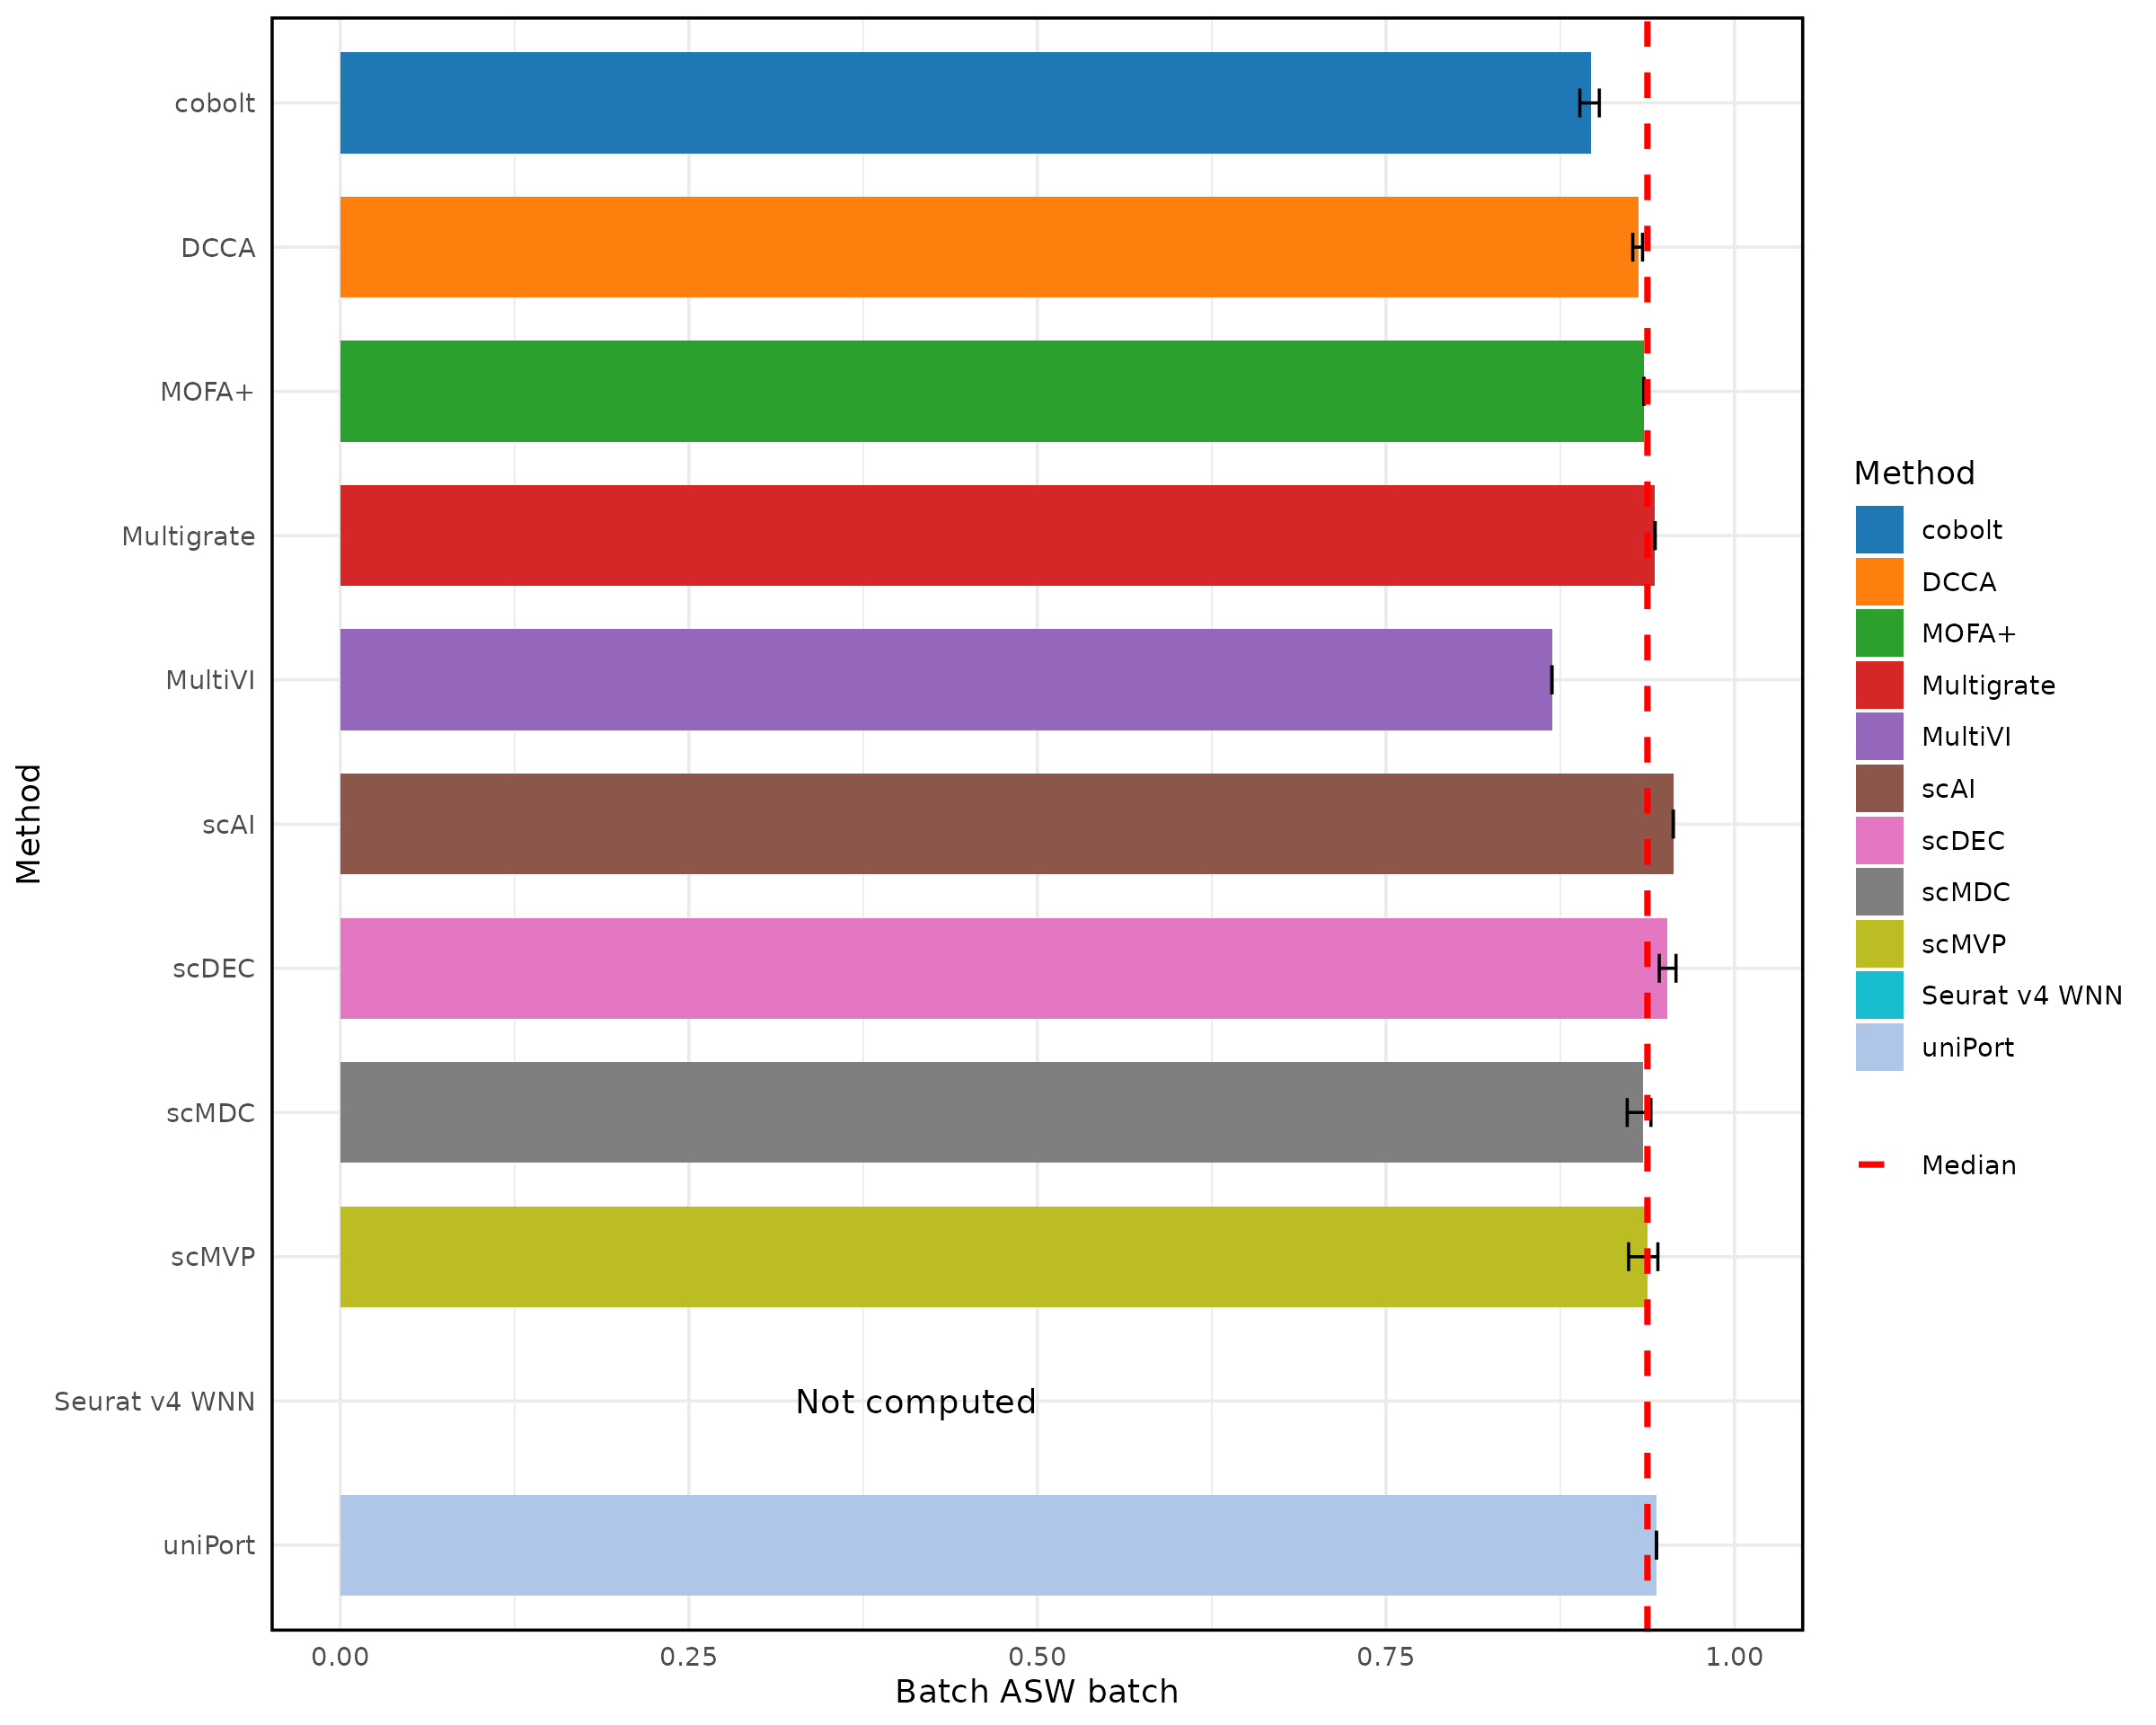 Method
cobolt
DCCA
MOFA+
Multigrate
MultiVI
scAI
scDEC
scMDC
scMVP
Seurat v4 WNN
uniPort
Not computed
0.00
0.25
0.50
0.75
1.00
Batch ASW batch
Method
cobolt
DCCA
MOFA+
Multigrate
MultiVI
scAI
scDEC
scMDC
scMVP
Seurat v4 WNN
uniPort
Median